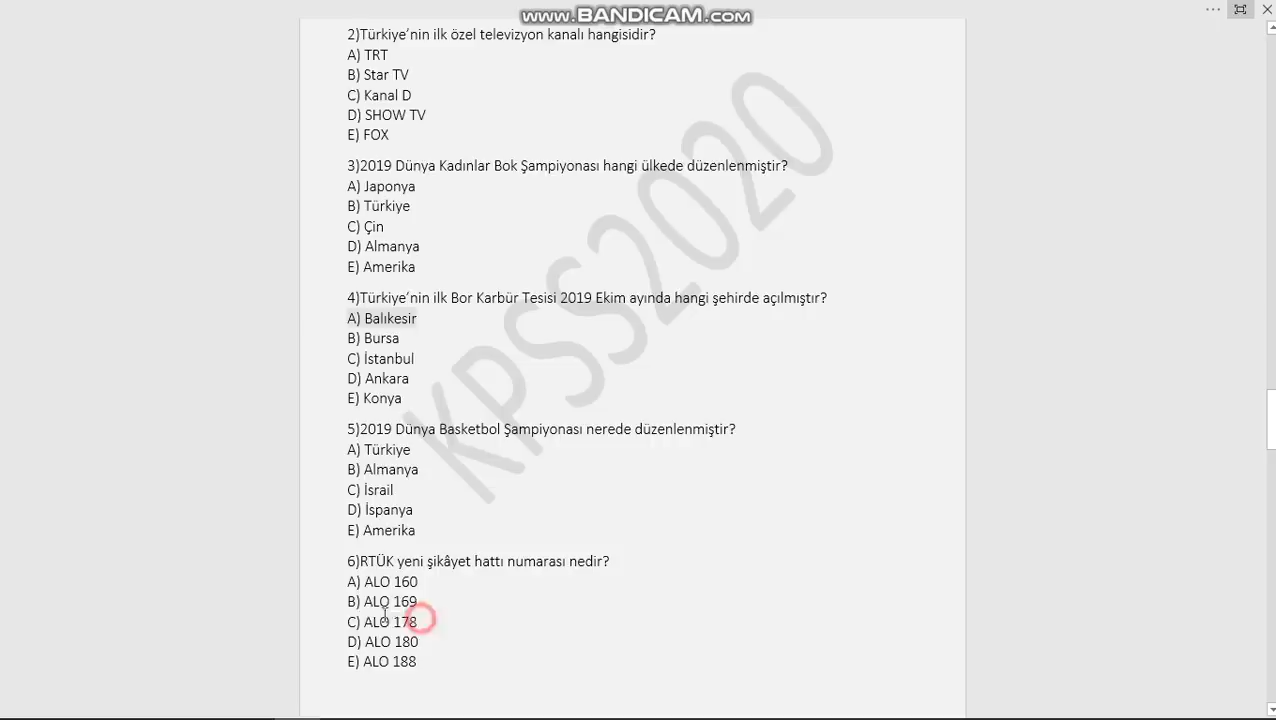 www.BANDICAM.com
2)Türkiye’nin ilk özel televizyon kanalı hangisidir?
A) TRT
B) Star TV
C) Kanal D
D) SHOW TV
E) FOX
3)2019 Dünya Kadınlar Bok Şampiyonası hangi ülkede düzenlenmiştir?
A) Japonya
B) Türkiye
C) Çin
D) Almanya
E) Amerika
4)Türkiye’nin ilk Bor Karbür Tesisi 2019 Ekim ayında hangi şehirde açılmıştır?
A) Balıkesir
B) Bursa
C) İstanbul
D) Ankara
E) Konya
5)2019 Dünya Basketbol Şampiyonası nerede düzenlenmiştir?
A) Türkiye
B) Almanya
C) İsrail
D) İspanya
E) Amerika
6)RTÜK yeni şikâyet hattı numarası nedir?
A) ALO 160
B) ALO 169
C) ALO 178
D) ALO 180
E) ALO 188
KPSS2020